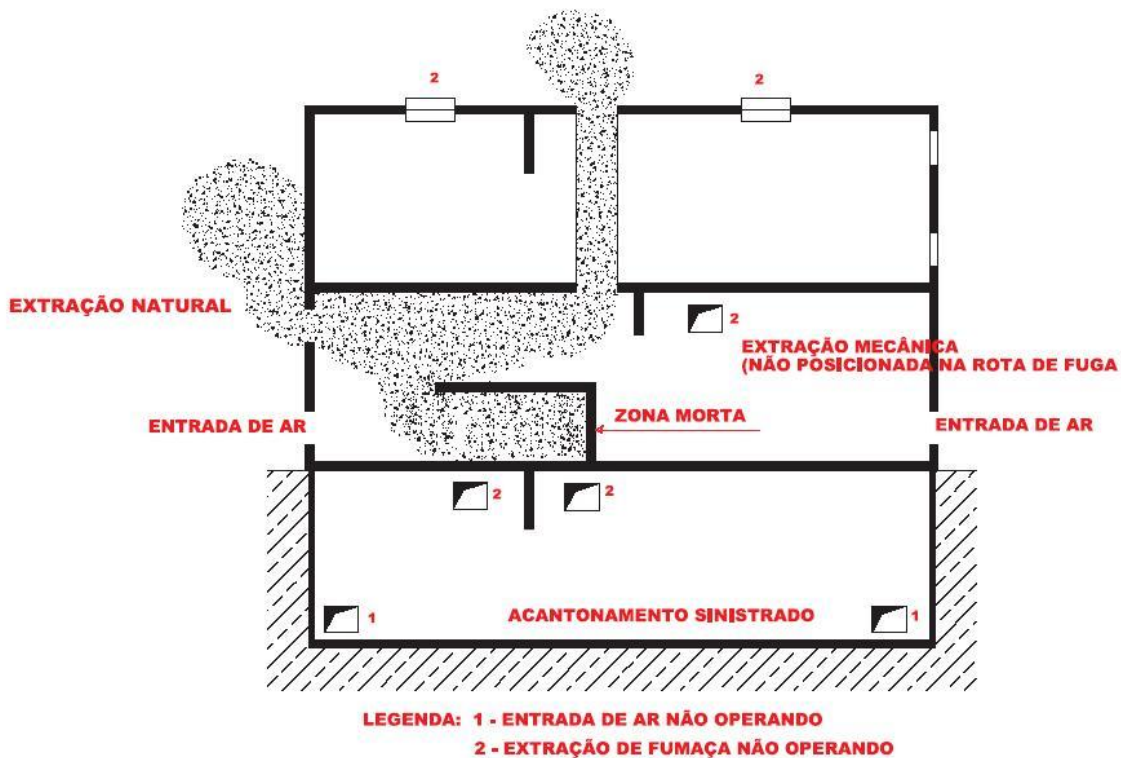 2
2
EXTRAÇÃO NATURAL
2
EXTRAÇÃO MECÂNICA
(NÃO POSICIONADA NA ROTA DE FUGA
ENTRADA DE AR
ZONA MORTA
ENTRADA DE AR
2
2
1
ACANTONAMENTO SINISTRADO
1
LEGENDA: 1 - ENTRADA DE AR NÃO OPERANDO
2 - EXTRAÇÃO DE FUMAÇA NÃO OPERANDO